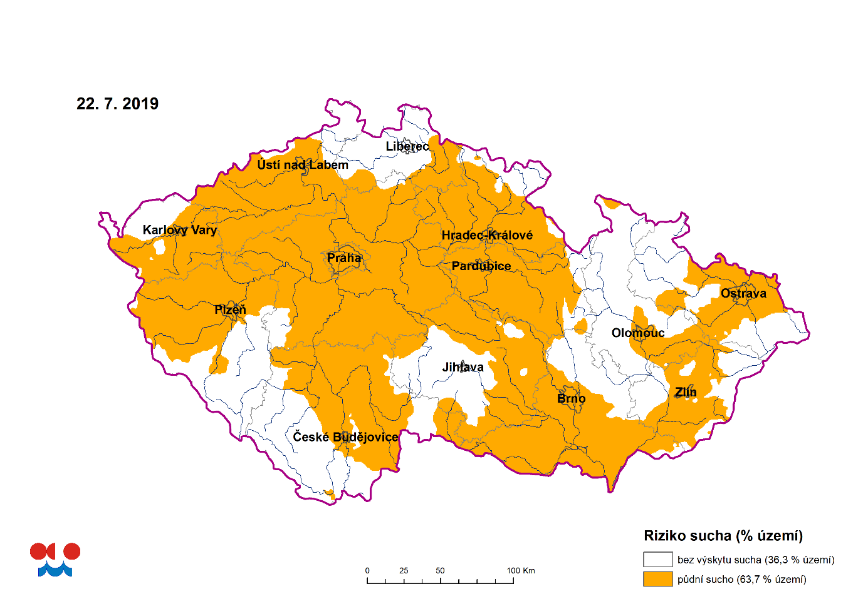 22. 7. 2019
Liberec
Ústí nad Labem
Karlovy Vary
Hradec-Králové
Praha
Pardubice
Ostrava
Plzeň
Olomouc
Jihlava
Zlín
Brno
České Budějovice
Riziko sucha (% území)
bez výskytu sucha (36,3 % území)
půdní sucho (63,7 % území)
0 25 50 100 Km